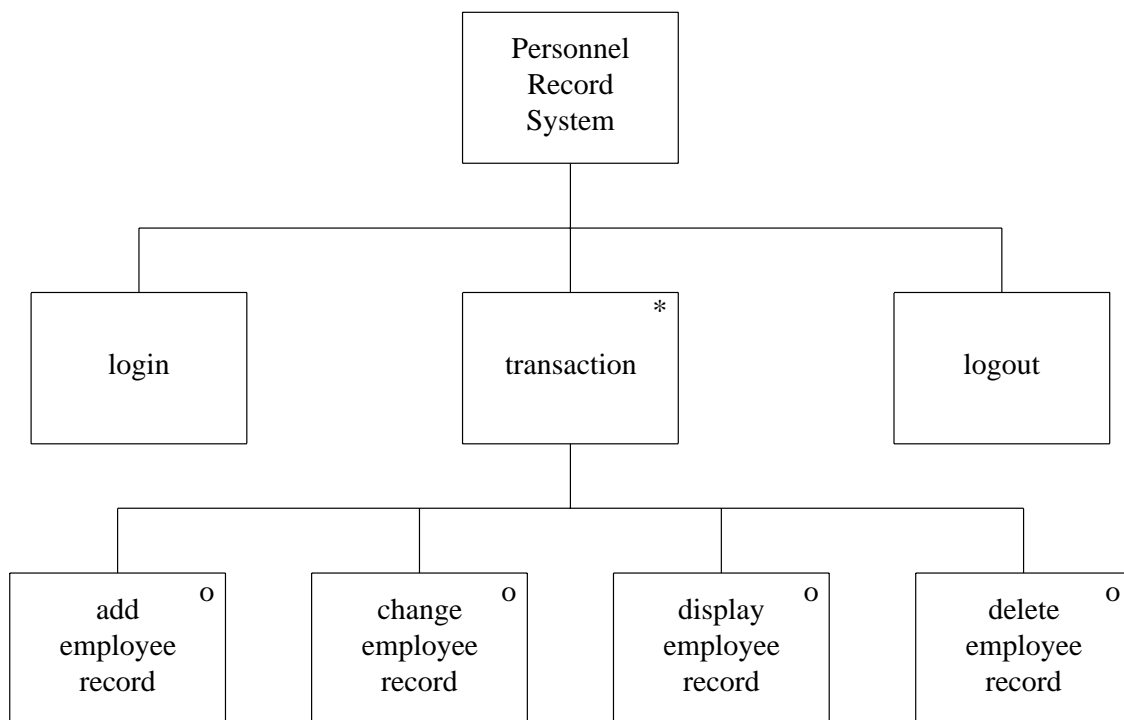 Personnel
Record
System
login
transaction
*
logout
add
employee
record
o
change
employee
record
o
display
employee
record
o
delete
employee
record
o